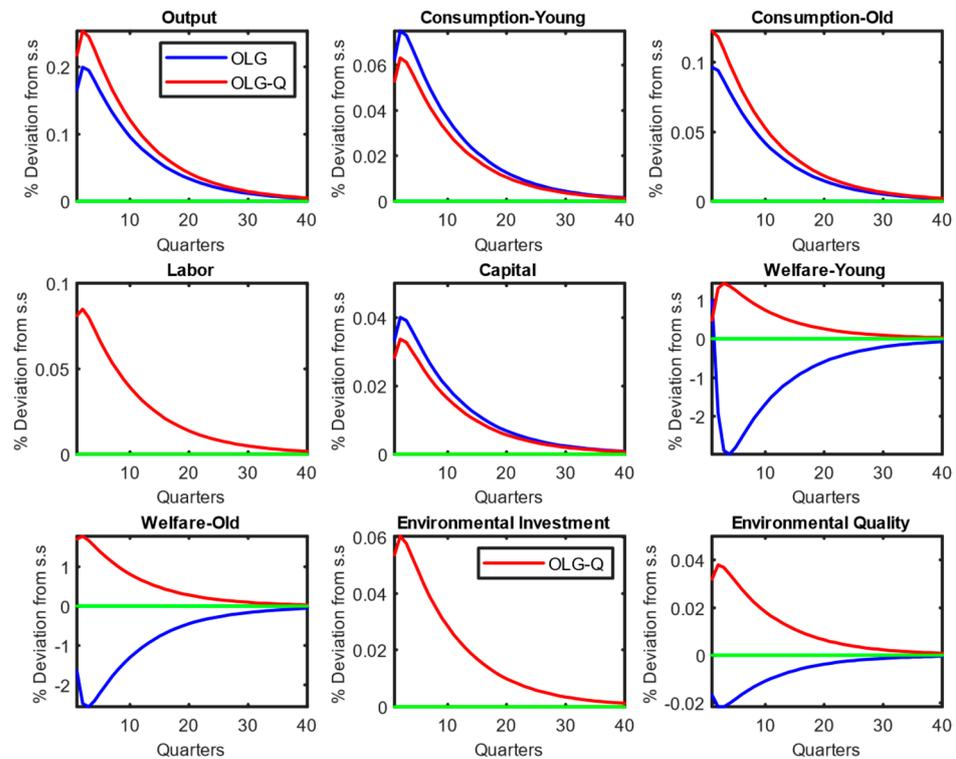 Output
% Deviation from s.s
0.2
0.1
0
10 20 30 40
Quarters
OLG
OLG-Q
Consumption-Young
% Deviation from s.s
0.06
0.04
0.02
0
10 20 30 40
Quarters
Consumption-Old
% Deviation from s.s
0.1
0.05
0
10 20 30 40
Quarters
Labor
% Deviation from s.s
0.1
0.05
0
10 20 30 40
Quarters
Capital
% Deviation from s.s
0.04
0.02
0
10 20 30 40
Quarters
Welfare-Young
% Deviation from s.s
1
0
-1
-2
10 20 30 40
Quarters
Welfare-Old
% Deviation from s.s
1
0
-1
-2
10 20 30 40
Quarters
Environmental Investment
% Deviation from s.s
0.06
0.04
0.02
0
10 20 30 40
Quarters
OLG-Q
Environmental Quality
% Deviation from s.s
0.04
0.02
0
-0.02
10 20 30 40
Quarters